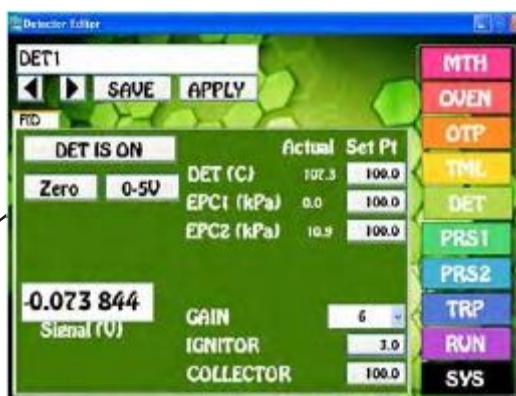 Detector Editor
DET1
SAVE APPLY
FID
DET IS ON
Zero 0-5V
Actual Set Pt
DET (C) 107.3 100.0
EPC1 (kPa) 0.0 100.0
EPC2 (kPa) 10.9 100.0
-0.073 844
Signal (V)
GAIN 6
IGNITOR 3.0
COLLECTOR 100.0
MTH
OVEN
OTP
TML
DET
PRS1
PRS2
TRP
RUN
SYS